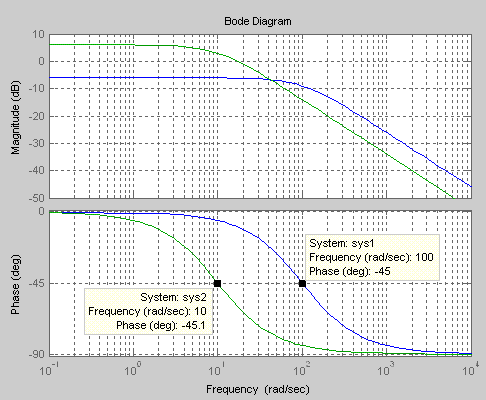 Bode Diagram
10
0
-10
-20
-30
-40
-50
Magnitude (dB)
0
-45
-90
Phase (deg)
System: sys1
Frequency (rad/sec): 100
Phase (deg): -45
System: sys2
Frequency (rad/sec): 10
Phase (deg): -45.1
10^-1
10^0
10^1
10^2
10^3
10^4
Frequency (rad/sec)